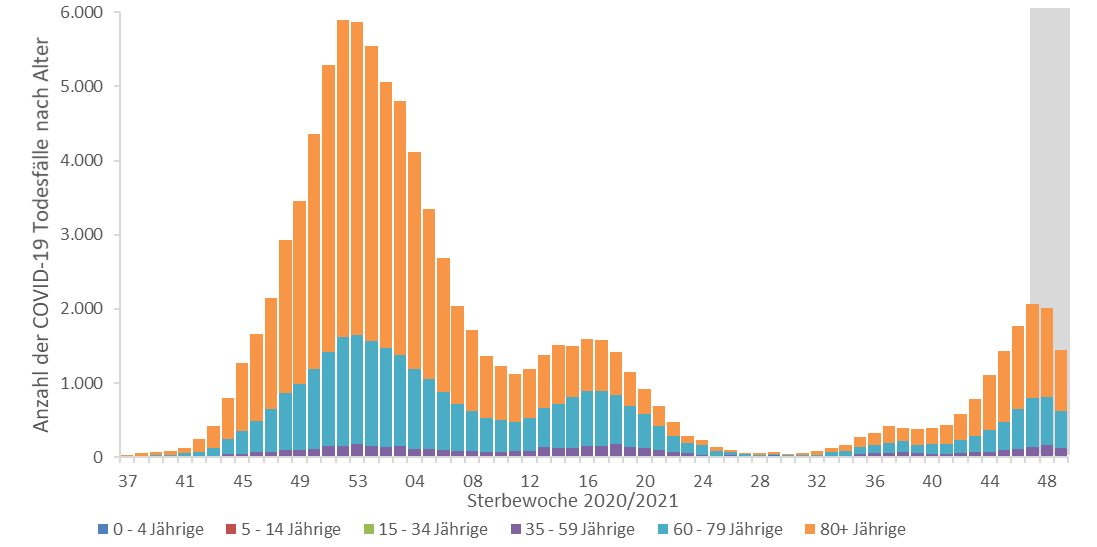 Anzahl der COVID-19 Todesfälle nach Alter
6.000
5.000
4.000
3.000
2.000
1.000
0
37 41 45 49 53 04 08 12 16 20 24 28 32 36 40 44 48
Sterbewoche 2020/2021
0 - 4 Jährige 5 - 14 Jährige 15 - 34 Jährige 35 - 59 Jährige 60 - 79 Jährige 80+ Jährige